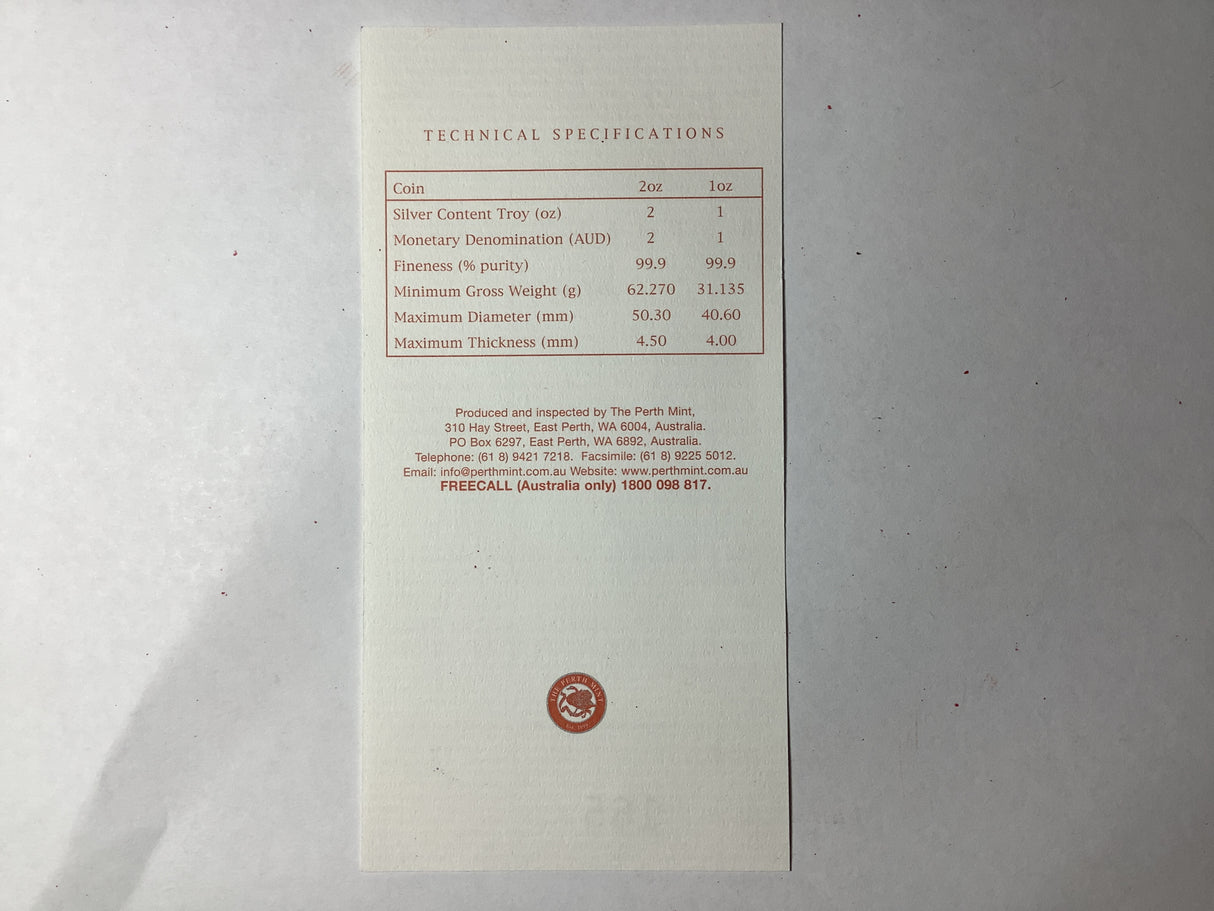 TECHNICAL SPECIFICATIONS
Coin 2oz 1oz
Silver Content Troy (oz) 2 1
Monetary Denomination (AUD) 2 1
Fineness (% purity) 99.9 99.9
Minimum Gross Weight (g) 62.270 31.135
Maximum Diameter (mm) 50.30 40.60
Maximum Thickness (mm) 4.50 4.00
Produced and inspected by The Perth Mint,
310 Hay Street, East Perth, WA 6004, Australia.
PO Box 6297, East Perth, WA 6892, Australia.
Telephone: (61 8) 9421 7218. Facsimile: (61 8) 9225 5012.
Email: info@perthmint.com.au Website: www.perthmint.com.au
FREECALL (Australia only) 1800 098 817.
THE PERTH MINT